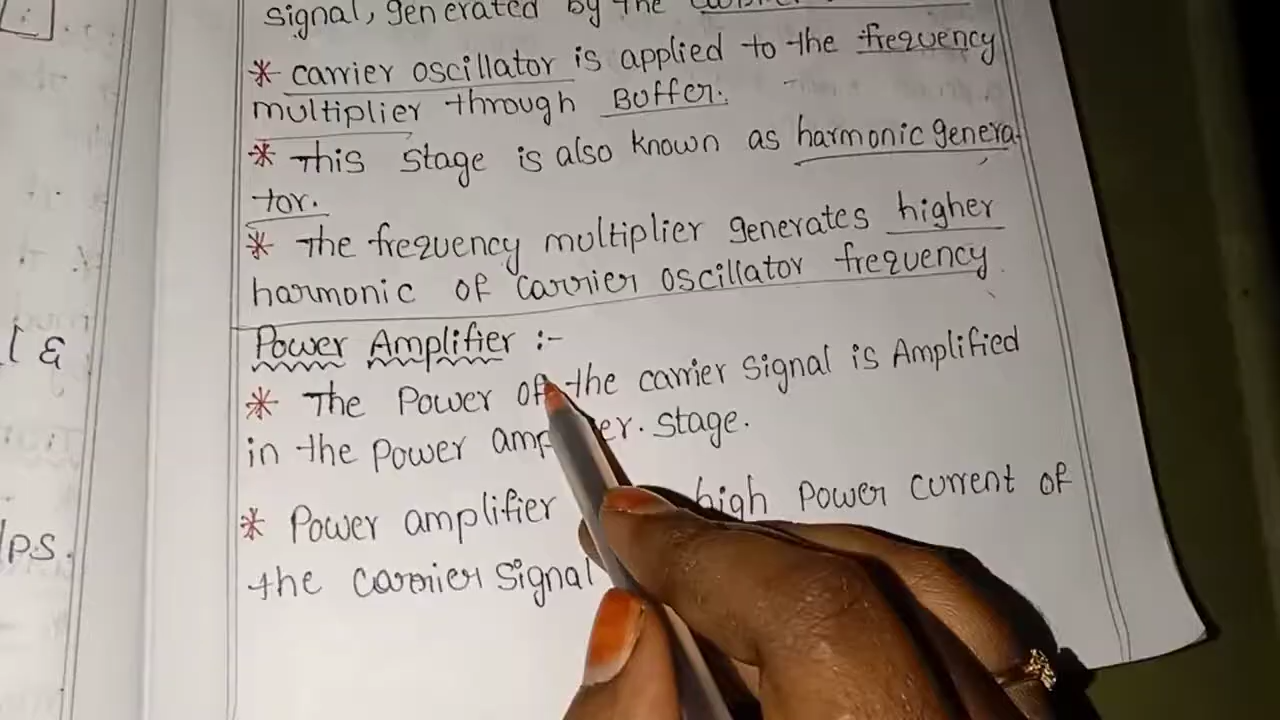 signal, generated by the
* carrier oscillator is applied to the frequency
multiplier through Buffer.
* This stage is also known as harmonic genera-
tor.
* The frequency multiplier generates higher
harmonic of carrier oscillator frequency
l &
Power Amplifier :-
* The Power of the carrier signal is Amplified
in the power amp er. stage.
* Power amplifier high Power current of
ps.
the carrier signal